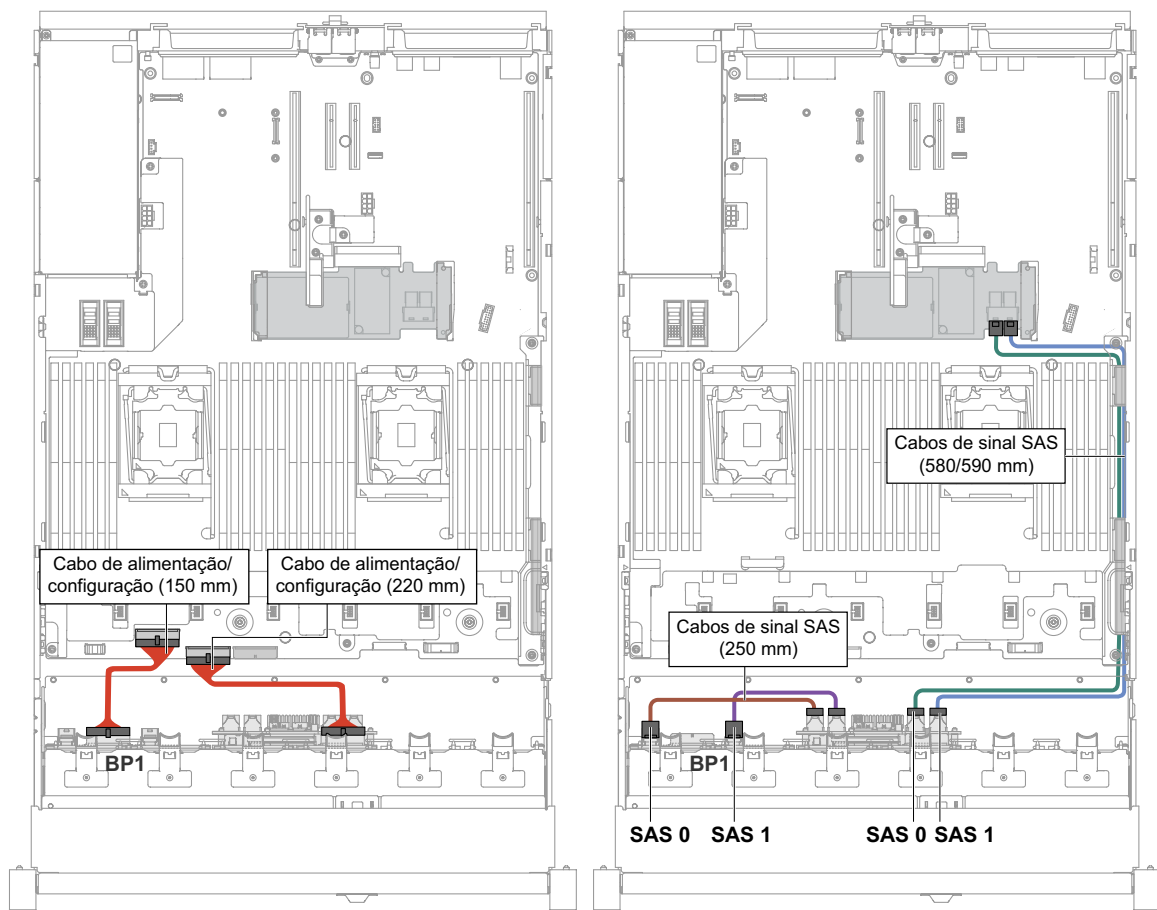 Cabos de sinal SAS
(580/590 mm)
Cabo de alimentação/
configuração (150 mm)
Cabo de alimentação/
configuração (220 mm)
Cabos de sinal SAS
(250 mm)
BP1
BP1
SAS 0
SAS 1
SAS 0
SAS 1